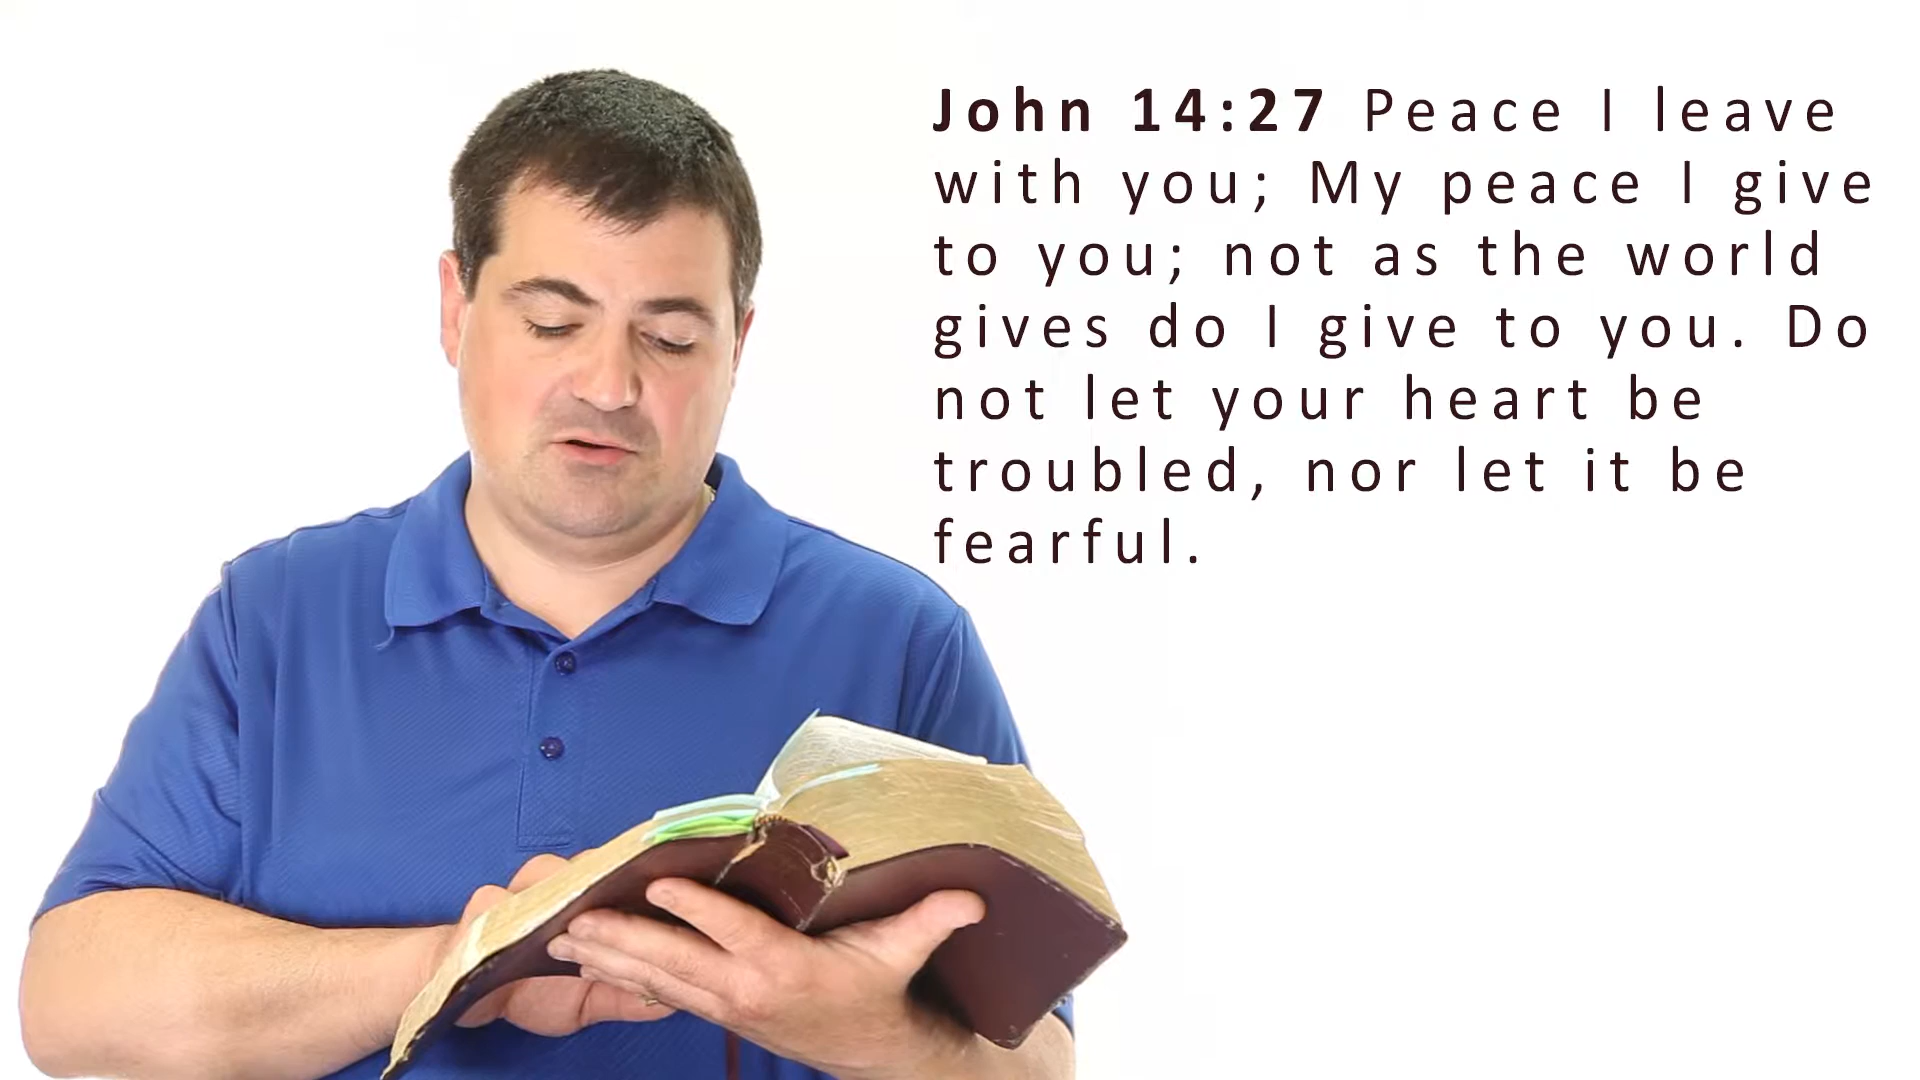 John 14:27 Peace I leave
with you; My peace I give
to you; not as the world
gives do I give to you. Do
not let your heart be
troubled, nor let it be
fearful.